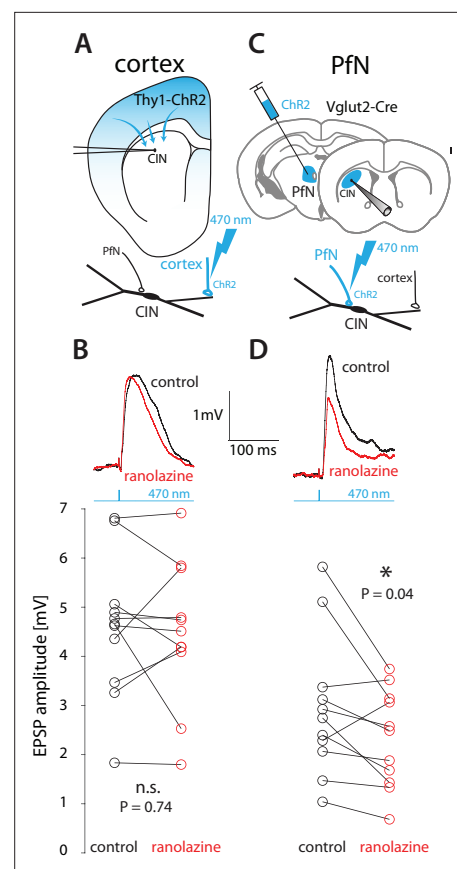 A
cortex
Thy1-ChR2
CIN
470 nm
PfN
cortex
ChR2
CIN
C
PfN
ChR2
Vglut2-Cre
PfN
CIN
470 nm
PfN
cortex
ChR2
CIN
B
control
ranolazine
470 nm
1mV
100 ms
D
control
ranolazine
470 nm
EPSP amplitude [mV]
7
6
5
4
3
2
1
0
n.s.
P = 0.74
control ranolazine
*
P = 0.04
control ranolazine